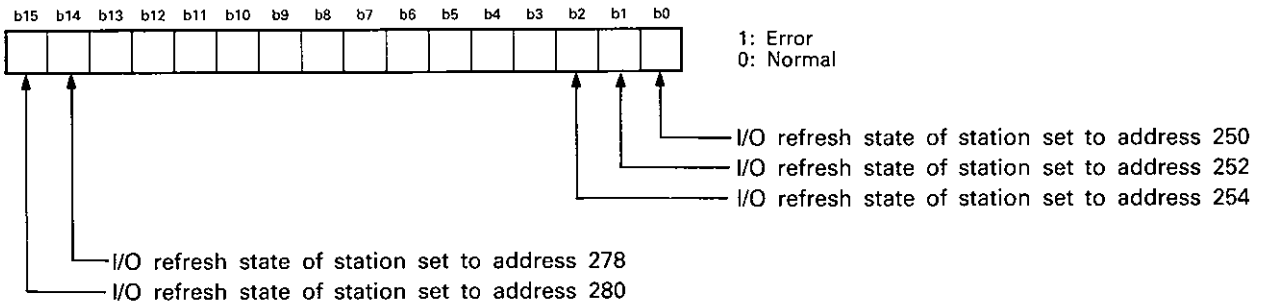 b15 b14 b13 b12 b11 b10 b9 b8 b7 b6 b5 b4 b3 b2 b1 b0
1: Error
0: Normal
I/O refresh state of station set to address 250
I/O refresh state of station set to address 252
I/O refresh state of station set to address 254
I/O refresh state of station set to address 278
I/O refresh state of station set to address 280